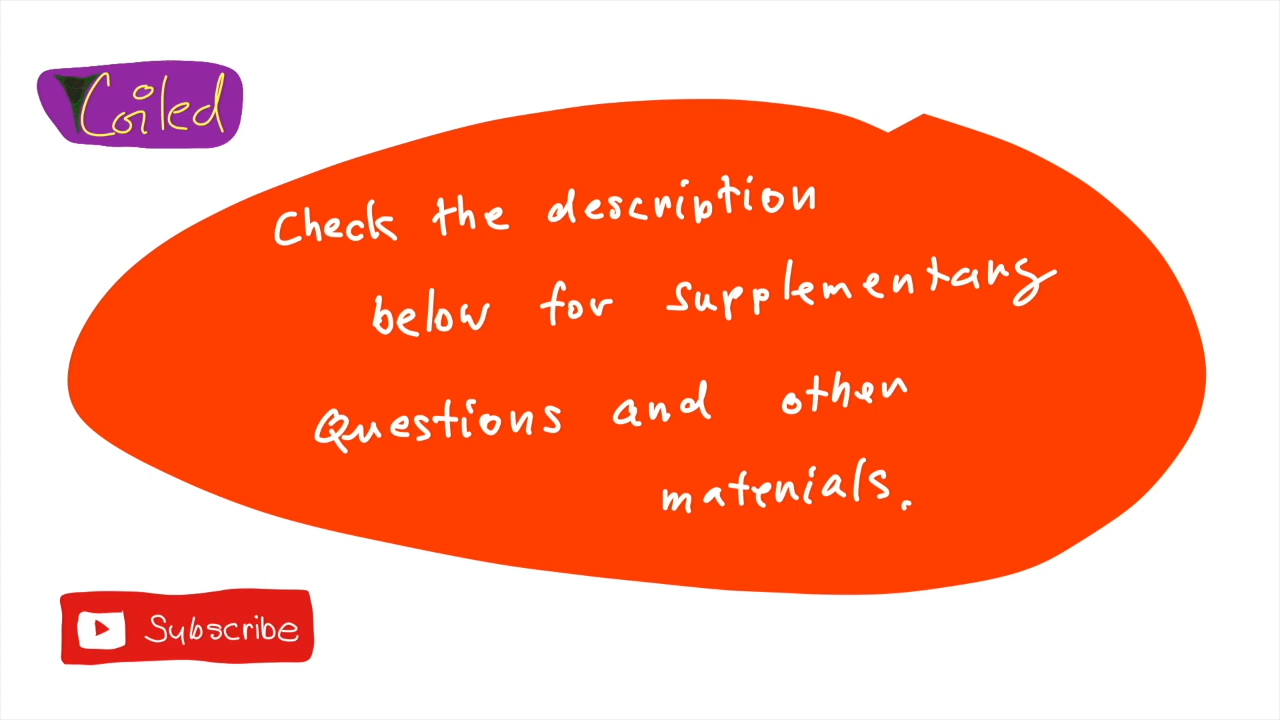 Coiled
Check the description
below for supplementary
Questions and other
materials.
Subscribe